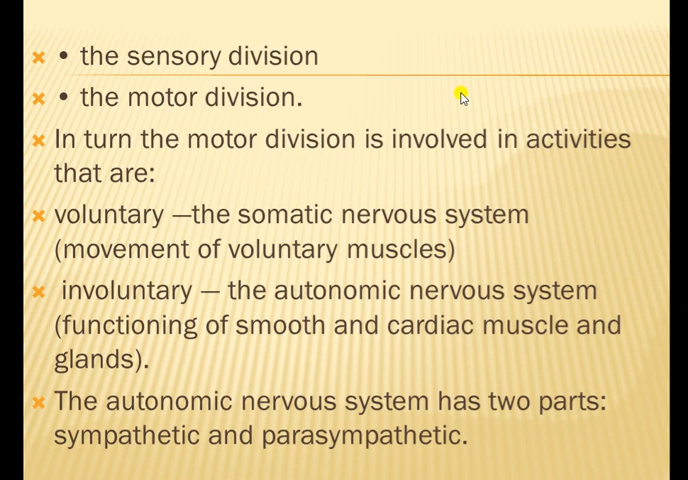 • the sensory division
• the motor division.
In turn the motor division is involved in activities
that are:
voluntary —the somatic nervous system
(movement of voluntary muscles)
involuntary — the autonomic nervous system
(functioning of smooth and cardiac muscle and
glands).
The autonomic nervous system has two parts:
sympathetic and parasympathetic.